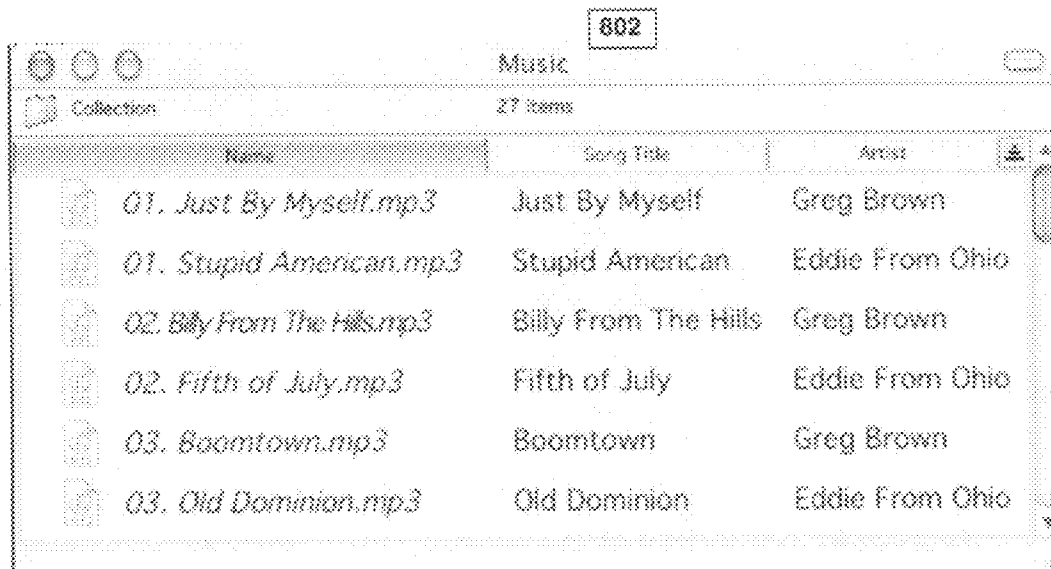 802
Music
Collection 27 items
Name Song Title Artist
01. Just By Myself.mp3 Just By Myself Greg Brown
01. Stupid American.mp3 Stupid American Eddie From Ohio
02. Billy From The Hills.mp3 Billy From The Hills Greg Brown
02. Fifth of July.mp3 Fifth of July Eddie From Ohio
03. Boomtown.mp3 Boomtown Greg Brown
03. Old Dominion.mp3 Old Dominion Eddie From Ohio